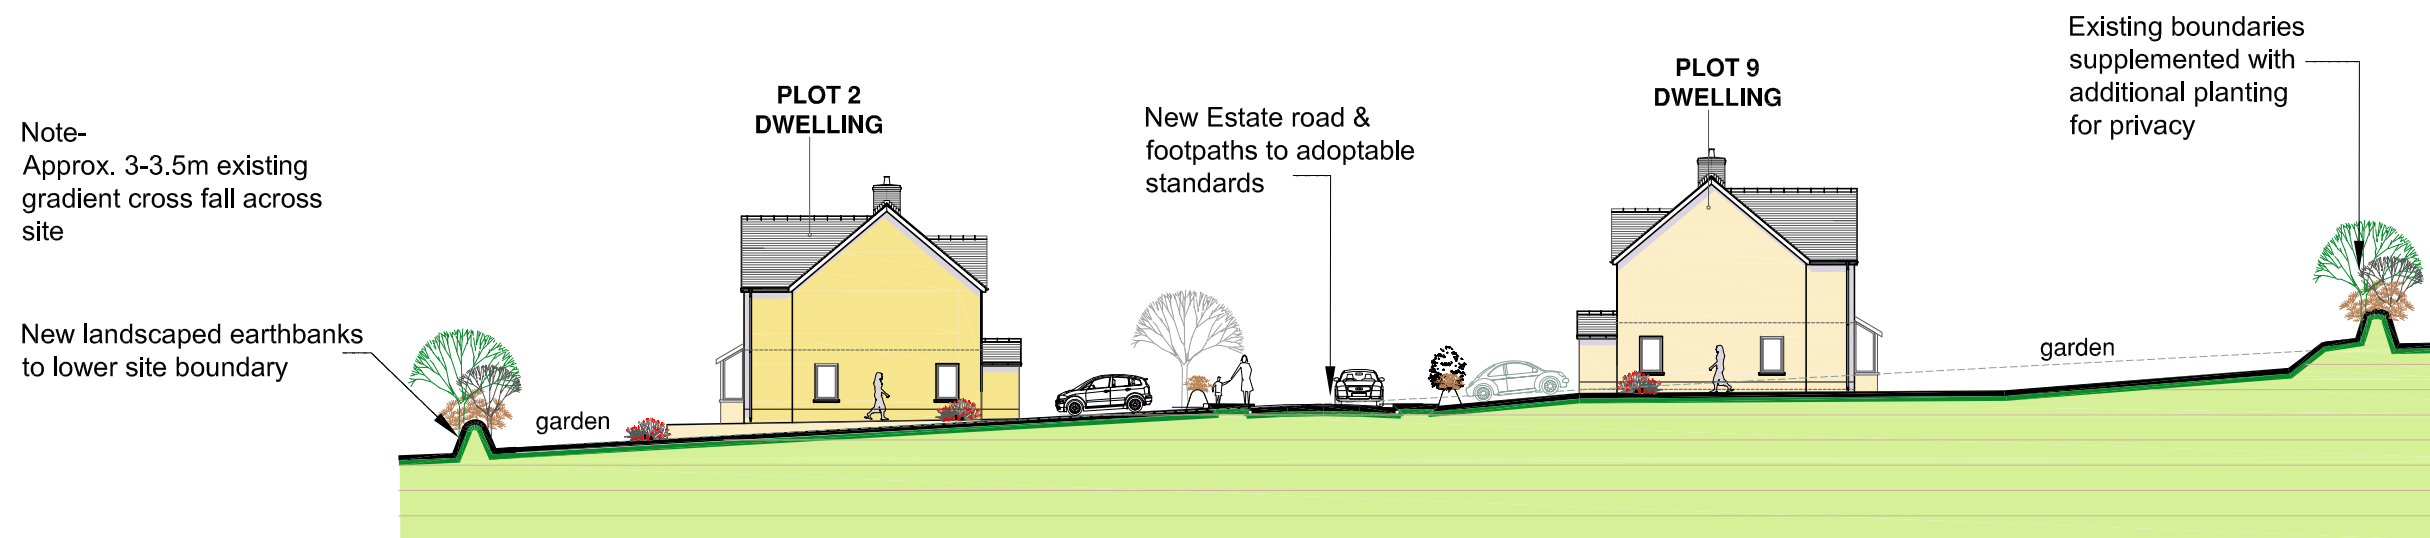 Note-
Approx. 3-3.5m existing
gradient cross fall across
site
New landscaped earthbanks
to lower site boundary
garden
PLOT 2
DWELLING
New Estate road &
footpaths to adoptable
standards
PLOT 9
DWELLING
garden
Existing boundaries
supplemented with
additional planting
for privacy